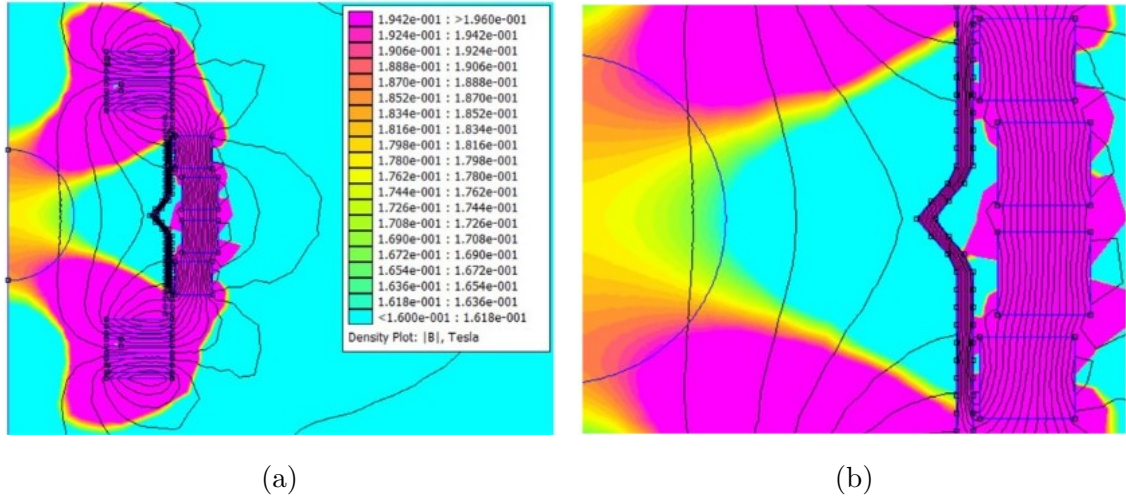 1.942e-001 : >1.960e-001
1.924e-001 : 1.942e-001
1.906e-001 : 1.924e-001
1.888e-001 : 1.906e-001
1.870e-001 : 1.888e-001
1.852e-001 : 1.870e-001
1.834e-001 : 1.852e-001
1.816e-001 : 1.834e-001
1.798e-001 : 1.816e-001
1.780e-001 : 1.798e-001
1.762e-001 : 1.780e-001
1.744e-001 : 1.762e-001
1.726e-001 : 1.744e-001
1.708e-001 : 1.726e-001
1.690e-001 : 1.708e-001
1.672e-001 : 1.690e-001
1.654e-001 : 1.672e-001
1.636e-001 : 1.654e-001
1.618e-001 : 1.636e-001
<1.600e-001 : 1.618e-001
Density Plot: |B|, Tesla
(a)
(b)